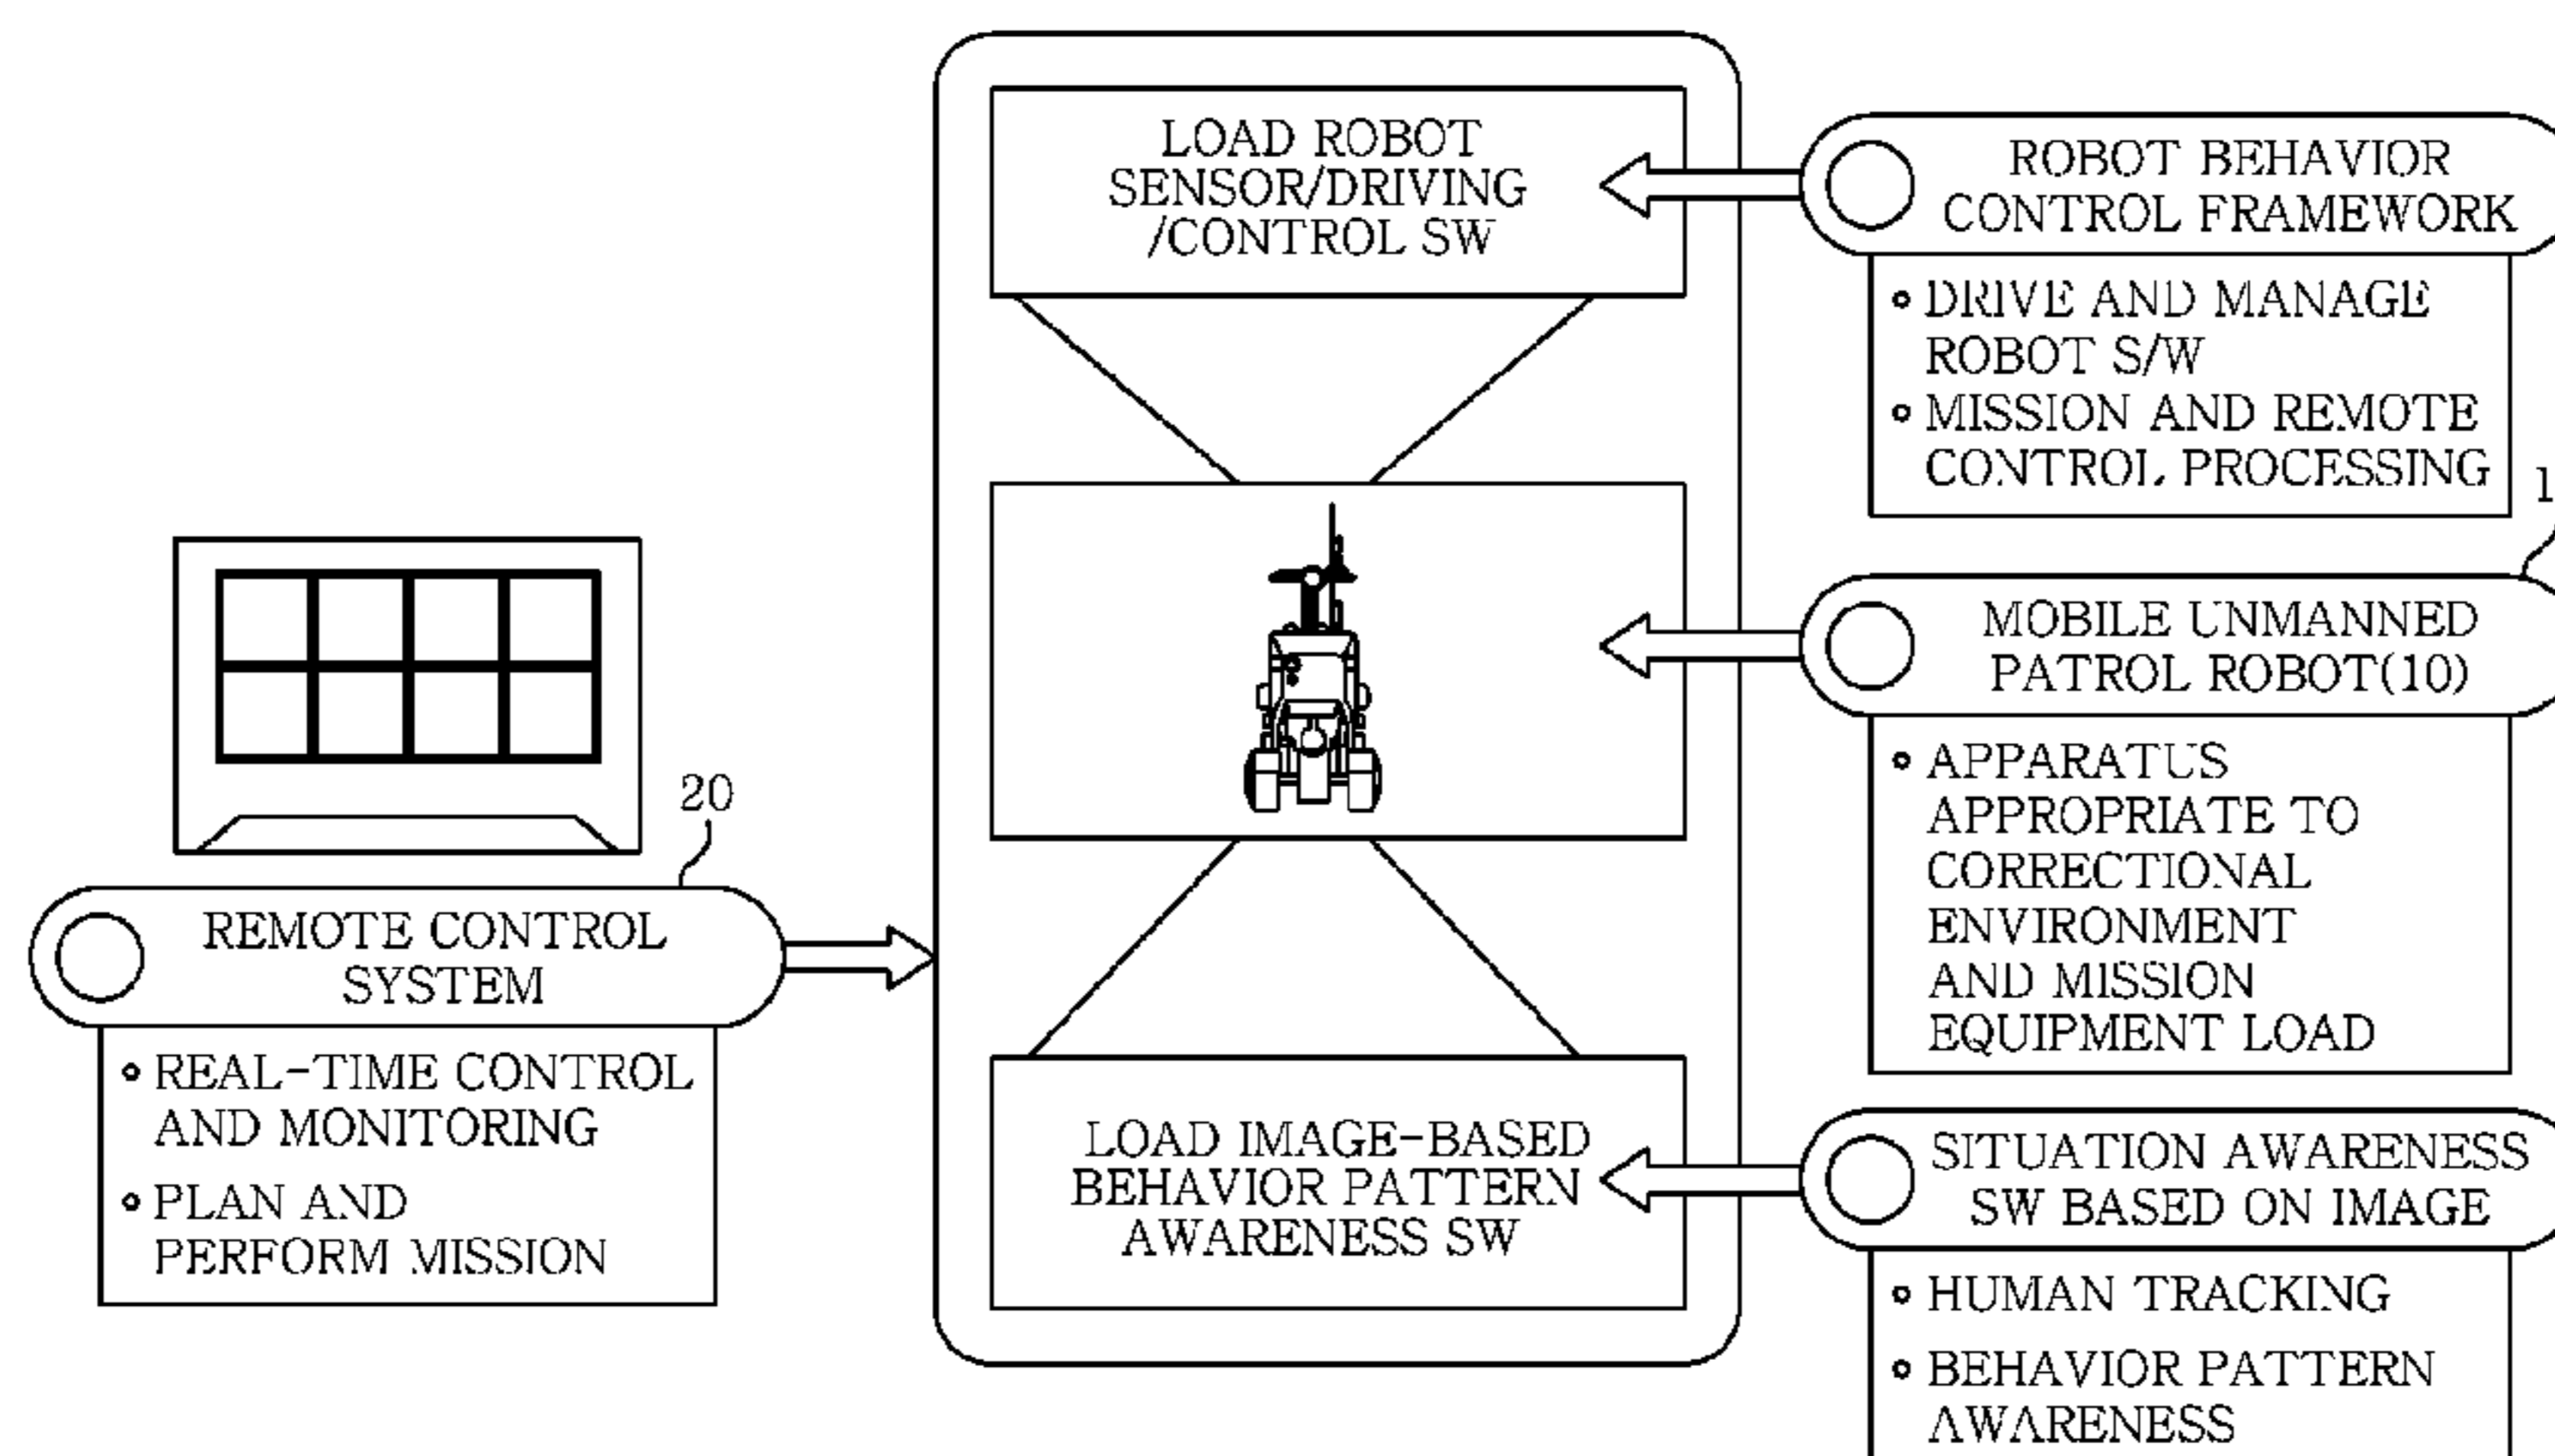 LOAD ROBOT
SENSOR/DRIVING
/CONTROL SW
ROBOT BEHAVIOR
CONTROL FRAMEWORK
• DRIVE AND MANAGE
ROBOT S/W
• MISSION AND REMOTE
CONTROL PROCESSING
MOBILE UNMANNED
PATROL ROBOT(10)
• APPARATUS
APPROPRIATE TO
CORRECTIONAL
ENVIRONMENT
AND MISSION
EQUIPMENT LOAD
20
REMOTE CONTROL
SYSTEM
• REAL-TIME CONTROL
AND MONITORING
• PLAN AND
PERFORM MISSION
LOAD IMAGE-BASED
BEHAVIOR PATTERN
AWARENESS SW
SITUATION AWARENESS
SW BASED ON IMAGE
• HUMAN TRACKING
• BEHAVIOR PATTERN
AWARENESS